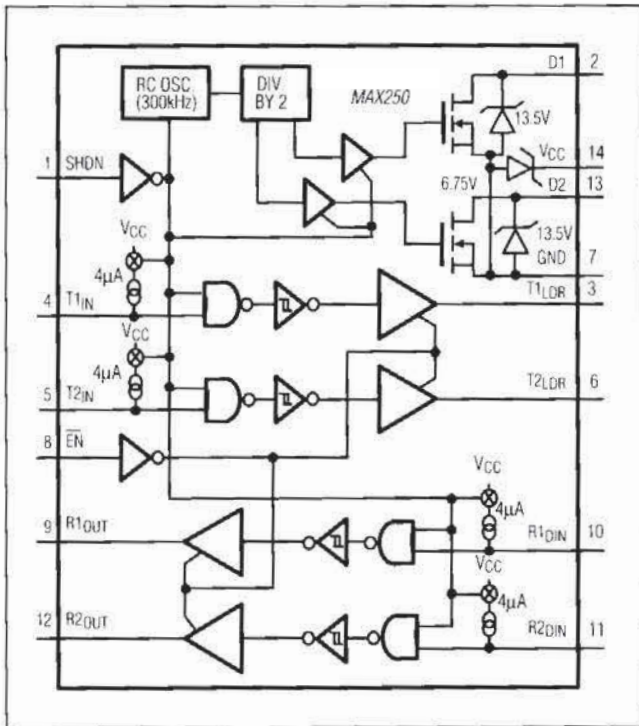 RC OSC.
(300kHz)
DIV.
BY 2
MAX250
D1 2
13.5V
1 SHDN
VCC 14
6.75V
D2 13
13.5V
GND 7
VCC
4µA
4 T1IN
T1LDR 3
VCC
4µA
5 T2IN
T2LDR 6
8 EN
VCC
4µA
9 R1OUT
R1DIN 10
VCC
4µA
12 R2OUT
R2DIN 11